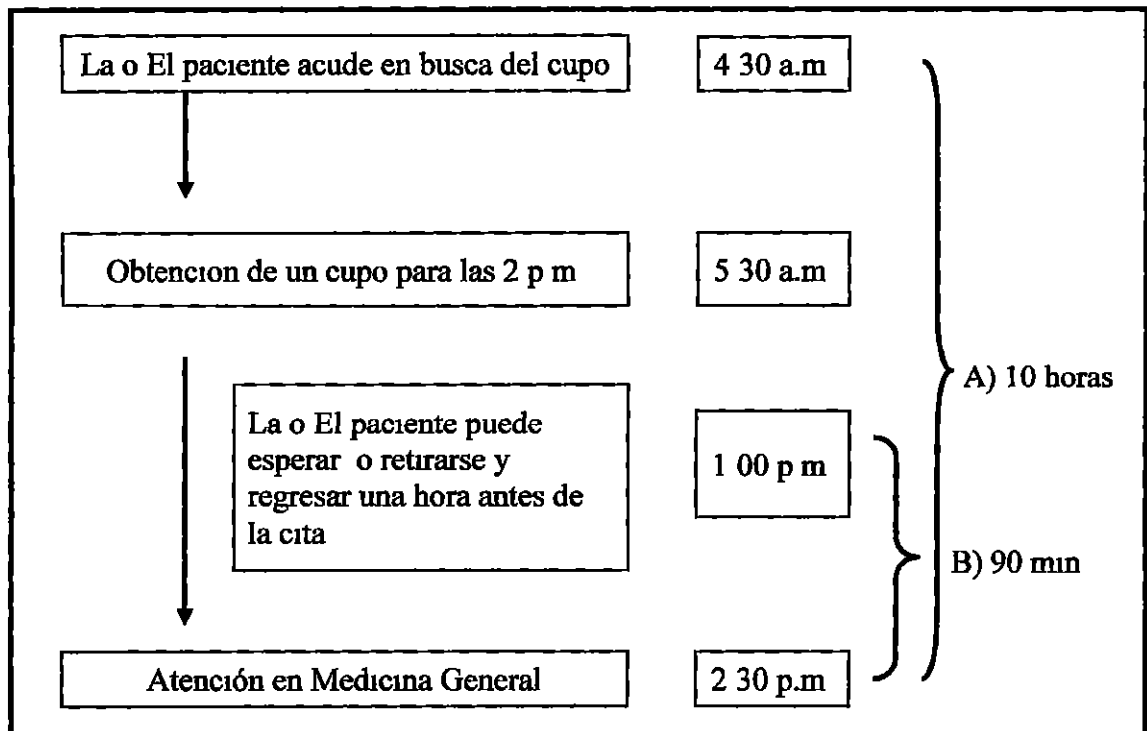 La o El paciente acude en busca del cupo
4 30 a.m
Obtencion de un cupo para las 2 p m
5 30 a.m
La o El paciente puede
esperar o retirarse y
regresar una hora antes de
la cita
1 00 p m
A) 10 horas
B) 90 min
Atención en Medicina General
2 30 p.m